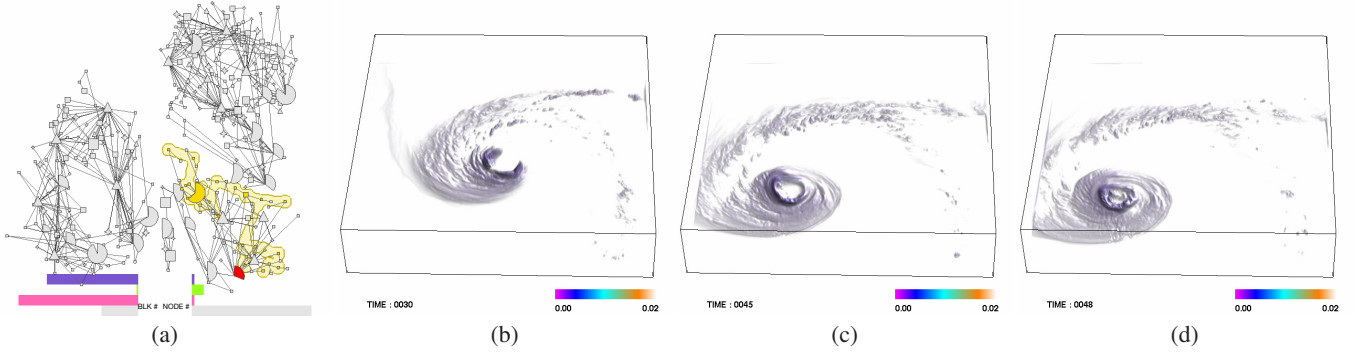 BLK # NODE #
TIME : 0030
0.00 0.02
TIME : 0045
0.00 0.02
TIME : 0048
0.00 0.02
(a) (b) (c) (d)